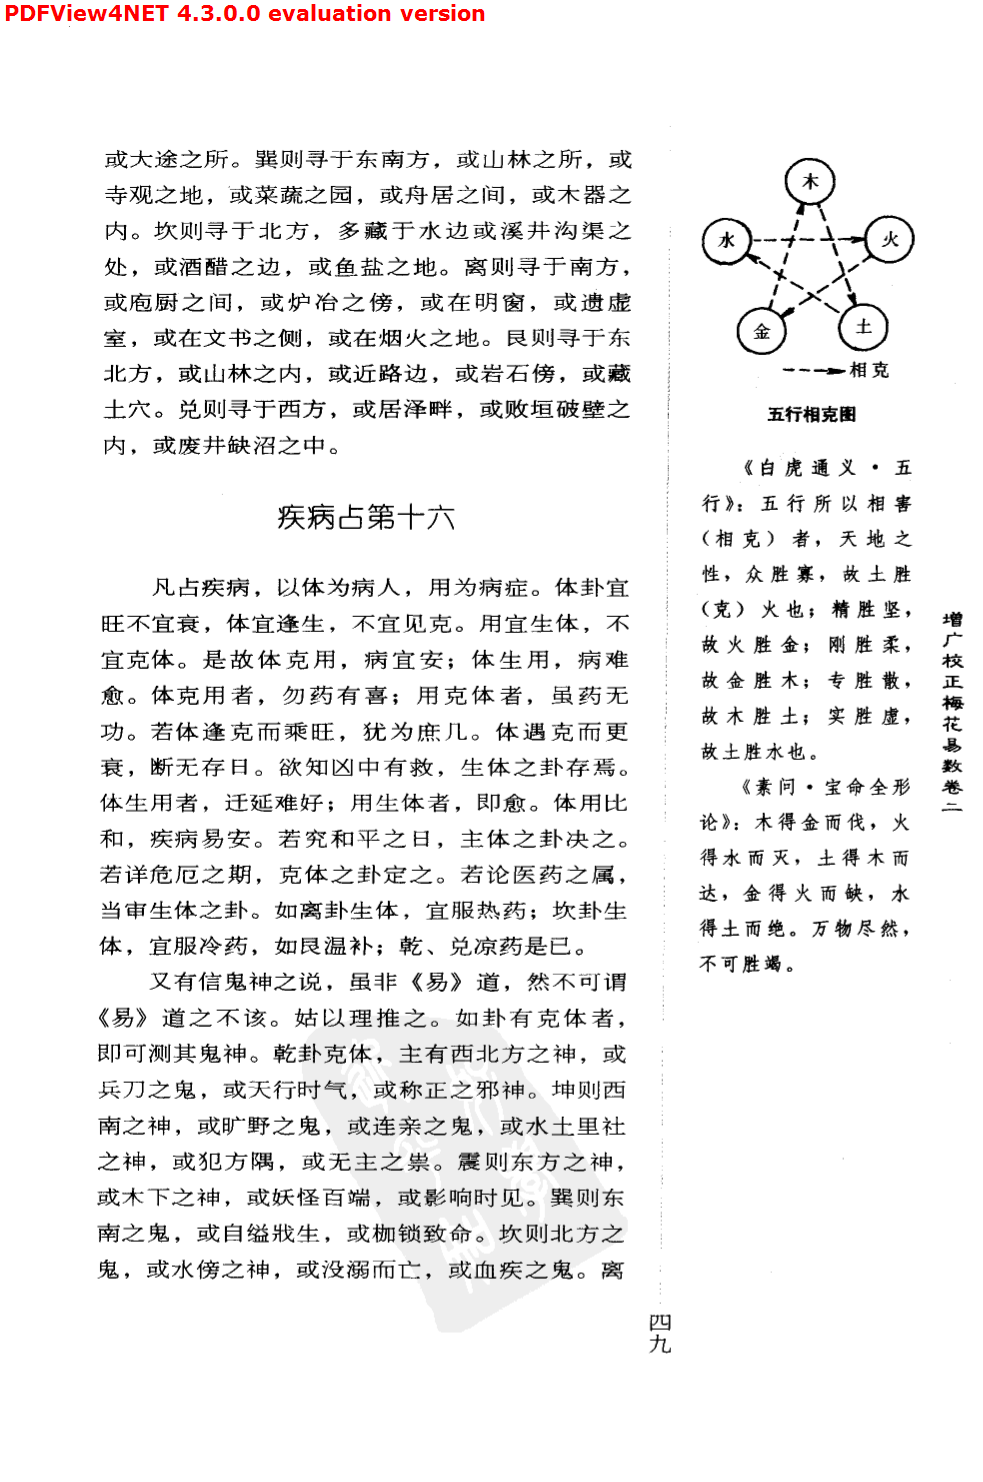 PDFView4NET 4.3.0.0 evaluation version
或大途之所。巽则寻于东南方，或山林之所，或
寺观之地，或菜蔬之园，或舟居之间，或木器之
内。坎则寻于北方，多藏于水边或溪井沟渠之
处，或酒醋之边，或鱼盐之地。离则寻于南方，
或庖厨之间，或炉冶之傍，或在明窗，或遗虚
室，或在文书之侧，或在烟火之地。艮则寻于东
北方，或山林之内，或近路边，或岩石傍，或藏
土穴。兑则寻于西方，或居泽畔，或败垣破壁之
内，或废井缺沼之中。
疾病占第十六
凡占疾病，以体为病人，用为病症。体卦宜
旺不宜衰，体宜逢生，不宜见克。用宜生体，不
宜克体。是故体克用，病宜安；体生用，病难
愈。体克用者，勿药有喜；用克体者，虽药无
功。若体逢克而乘旺，犹为庶几。体遇克而更
衰，断无存日。欲知凶中有救，生体之卦存焉。
体生用者，迁延难好；用生体者，即愈。体用比
和，疾病易安。若究和平之日，主体之卦决之。
若详危厄之期，克体之卦定之。若论医药之属，
当审生体之卦。如离卦生体，宜服热药；坎卦生
体，宜服冷药，如艮温补；乾、兑凉药是已。
又有信鬼神之说，虽非《易》道，然不可谓
《易》道之不该。姑以理推之。如卦有克体者，
即可测其鬼神。乾卦克体，主有西北方之神，或
兵刀之鬼，或天行时气，或称正之邪神。坤则西
南之神，或旷野之鬼，或连亲之鬼，或水土里社
之神，或犯方隅，或无主之祟。震则东方之神，
或木下之神，或妖怪百端，或影响时见。巽则东
南之鬼，或自缢戕生，或枷锁致命。坎则北方之
鬼，或水傍之神，或没溺而亡，或血疾之鬼。离
木
水
火
金
土
相克
五行相克图
《白虎通义·五
行》：五行所以相害
（相克）者，天地之
性，众胜寡，故土胜
（克）火也；精胜坚，
故火胜金；刚胜柔，
故金胜木；专胜散，
故木胜土；实胜虚，
故土胜水也。
《素问·宝命全形
论》：木得金而伐，火
得水而灭，土得木而
达，金得火而缺，水
得土而绝。万物尽然，
不可胜竭。
增广校正梅花易数卷二
四九